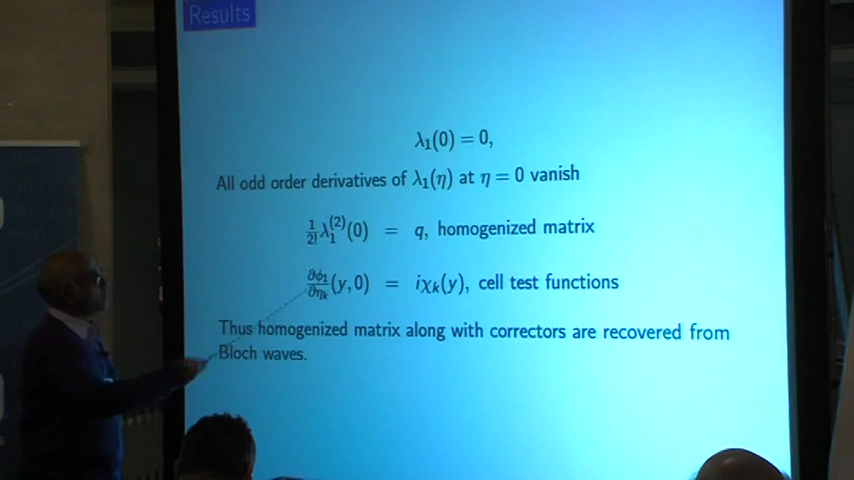 Results
λ₁(0) = 0,
All odd order derivatives of λ₁(η) at η = 0 vanish
1/2! λ₁⁽²⁾(0) = q, homogenized matrix
∂ϕ₁/∂ηₖ (y, 0) = iχₖ(y), cell test functions
Thus homogenized matrix along with correctors are recovered from
Bloch waves.